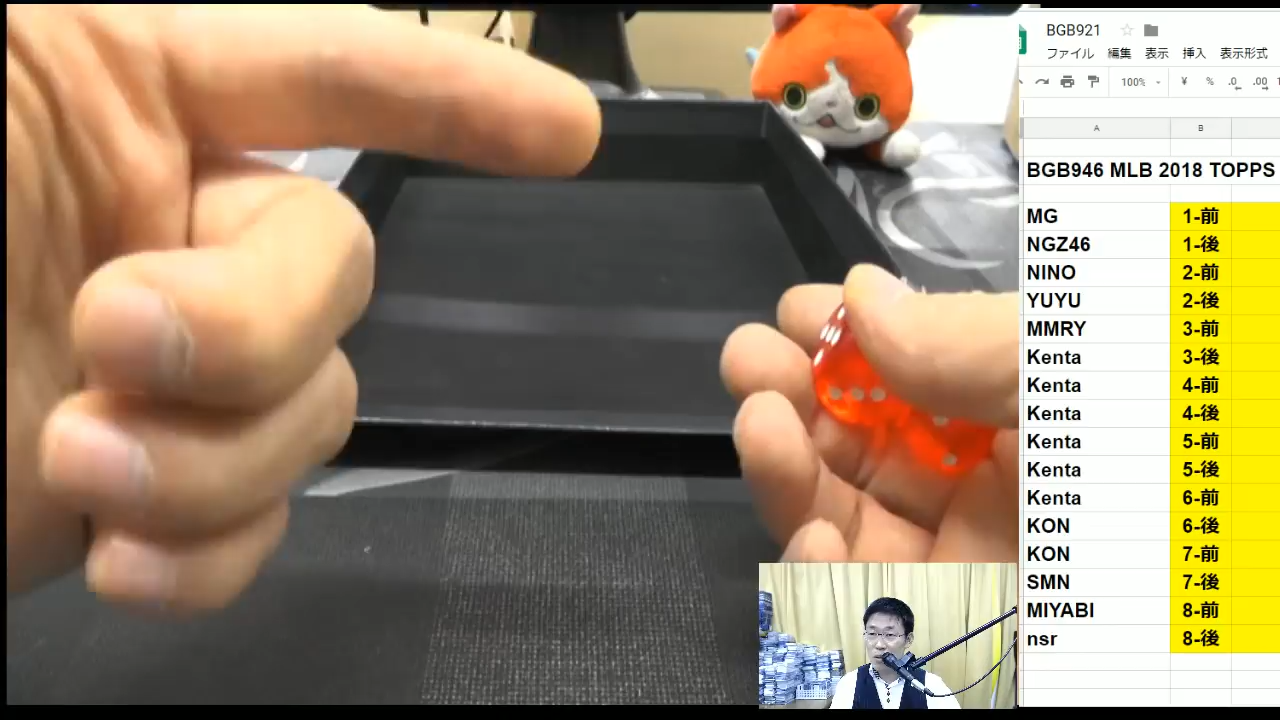 BGB921
ファイル 編集 表示 挿入 表示形式
100% ¥ % .0 .00
A B
BGB946 MLB 2018 TOPPS
MG 1-前
NGZ46 1-後
NINO 2-前
YUYU 2-後
MMRY 3-前
Kenta 3-後
Kenta 4-前
Kenta 4-後
Kenta 5-前
Kenta 5-後
Kenta 6-前
KON 6-後
KON 7-前
SMN 7-後
MIYABI 8-前
nsr 8-後